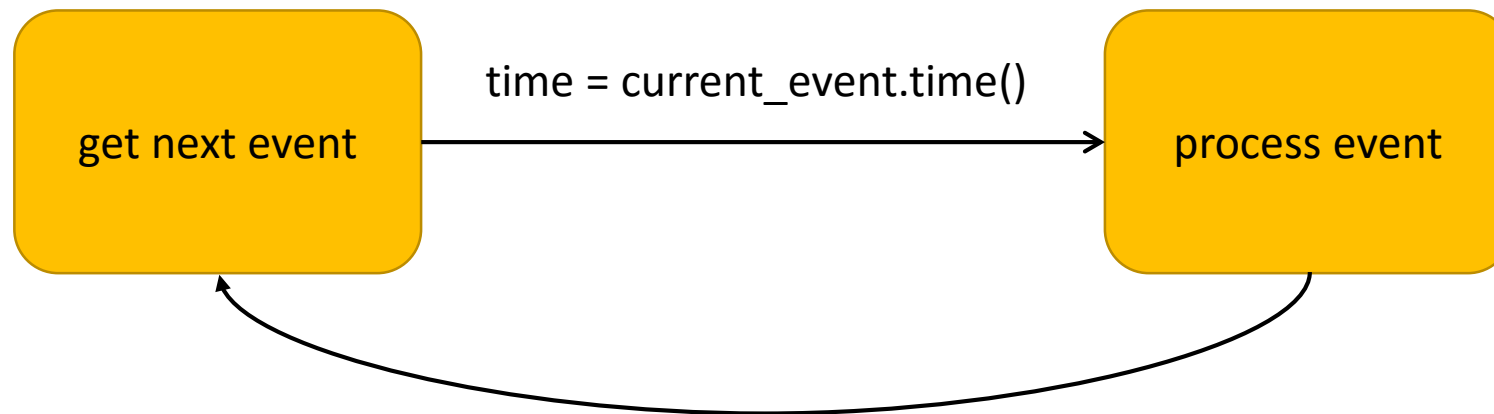 time = current_event.time()
get next event
process event